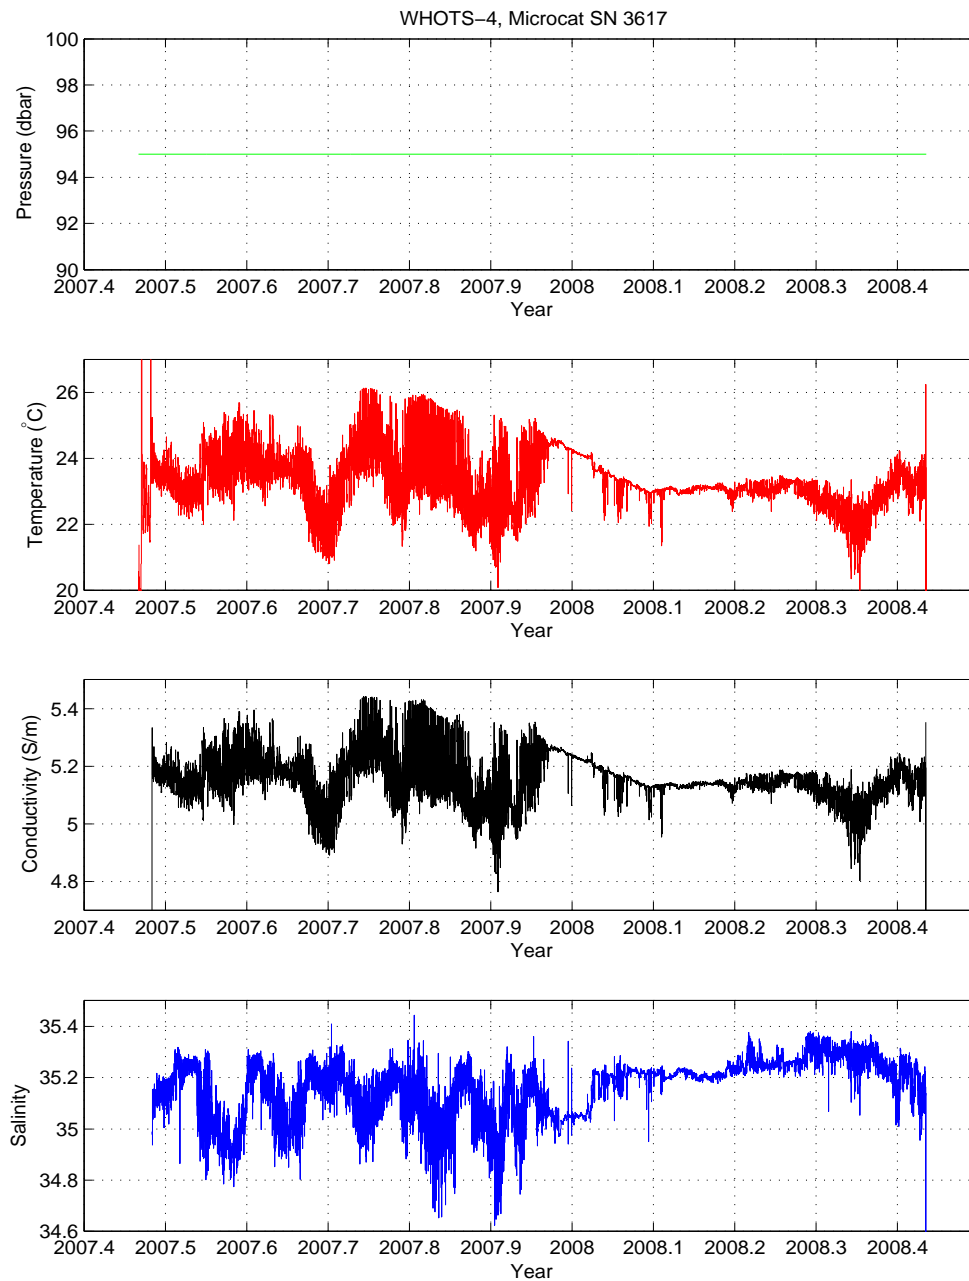 WHOTS−4, Microcat SN 3617
100
98
96
94
92
90
Pressure (dbar)
2007.4 2007.5 2007.6 2007.7 2007.8 2007.9 2008 2008.1 2008.2 2008.3 2008.4
Year
26
24
22
20
Temperature (°C)
2007.4 2007.5 2007.6 2007.7 2007.8 2007.9 2008 2008.1 2008.2 2008.3 2008.4
Year
5.4
5.2
5
4.8
Conductivity (S/m)
2007.4 2007.5 2007.6 2007.7 2007.8 2007.9 2008 2008.1 2008.2 2008.3 2008.4
Year
35.4
35.2
35
34.8
34.6
Salinity
2007.4 2007.5 2007.6 2007.7 2007.8 2007.9 2008 2008.1 2008.2 2008.3 2008.4
Year